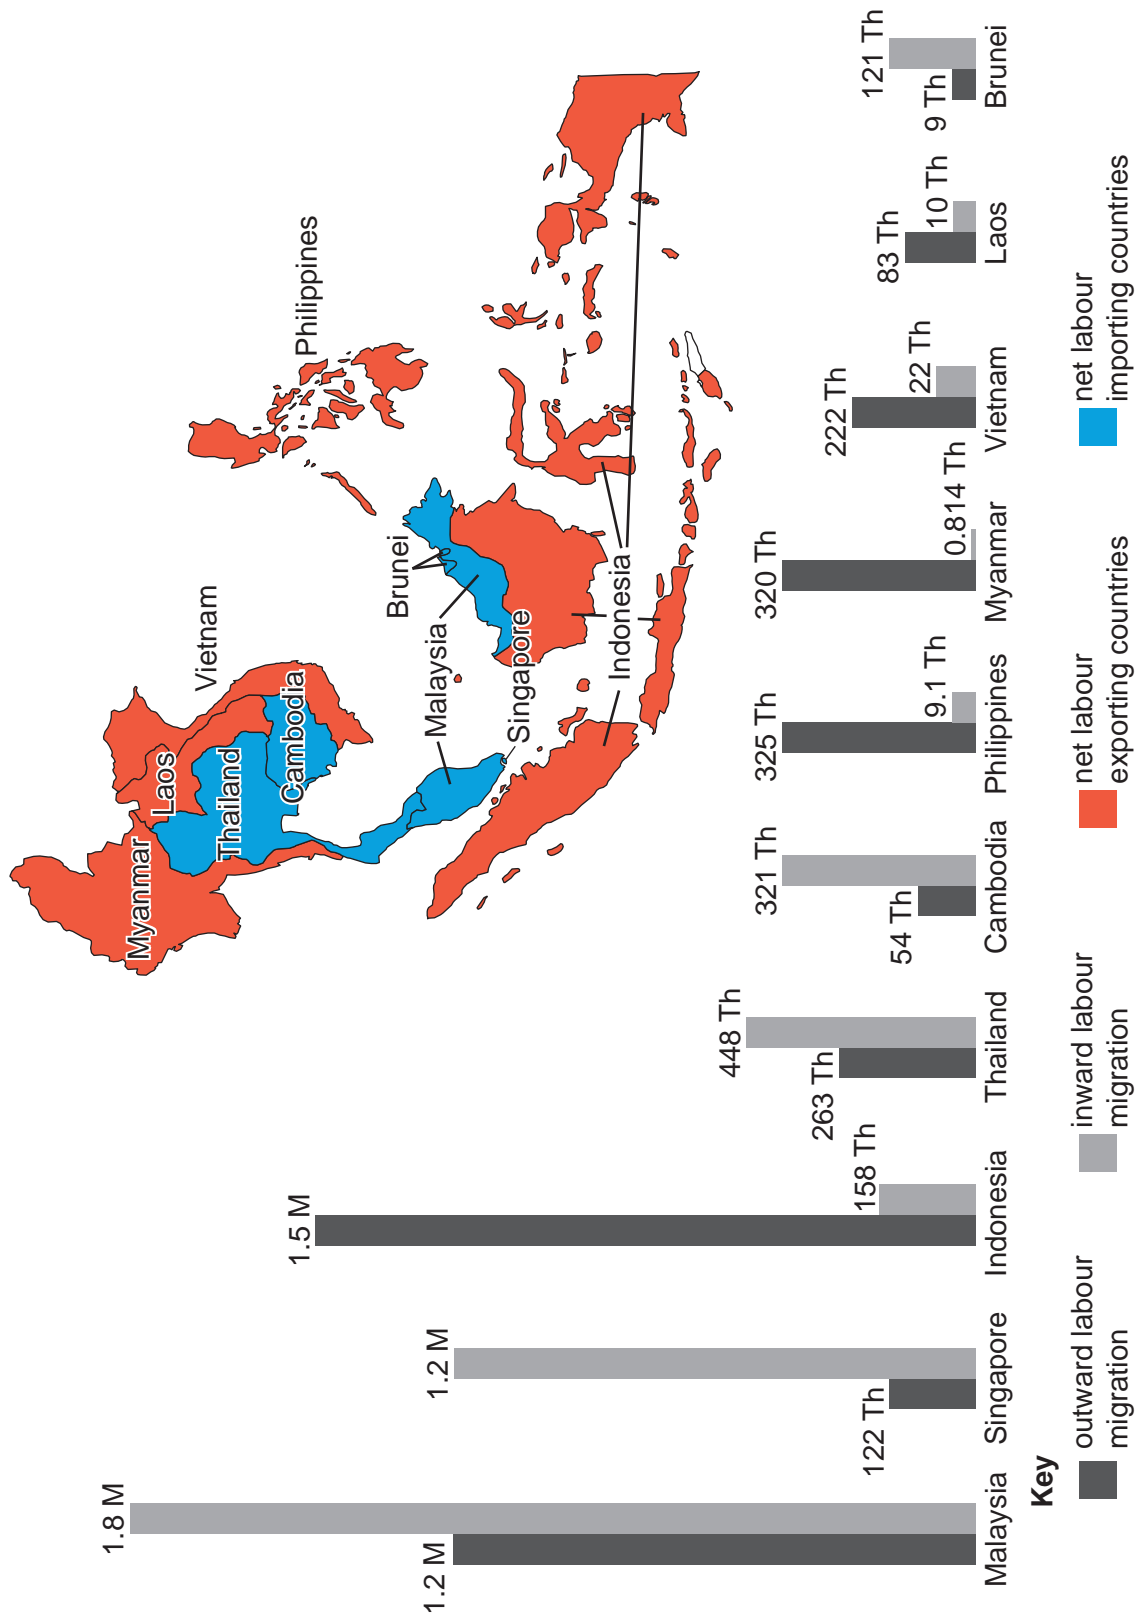 Myanmar
Laos
Vietnam
Thailand
Cambodia
Philippines
Brunei
Malaysia
Singapore
Indonesia
1.2 M
1.8 M
Malaysia
122 Th
1.2 M
Singapore
1.5 M
158 Th
Indonesia
263 Th
448 Th
Thailand
54 Th
321 Th
Cambodia
325 Th
9.1 Th
Philippines
320 Th
0.814 Th
Myanmar
222 Th
22 Th
Vietnam
83 Th
10 Th
Laos
9 Th
121 Th
Brunei
Key
outward labour
migration
inward labour
migration
net labour
exporting countries
net labour
importing countries